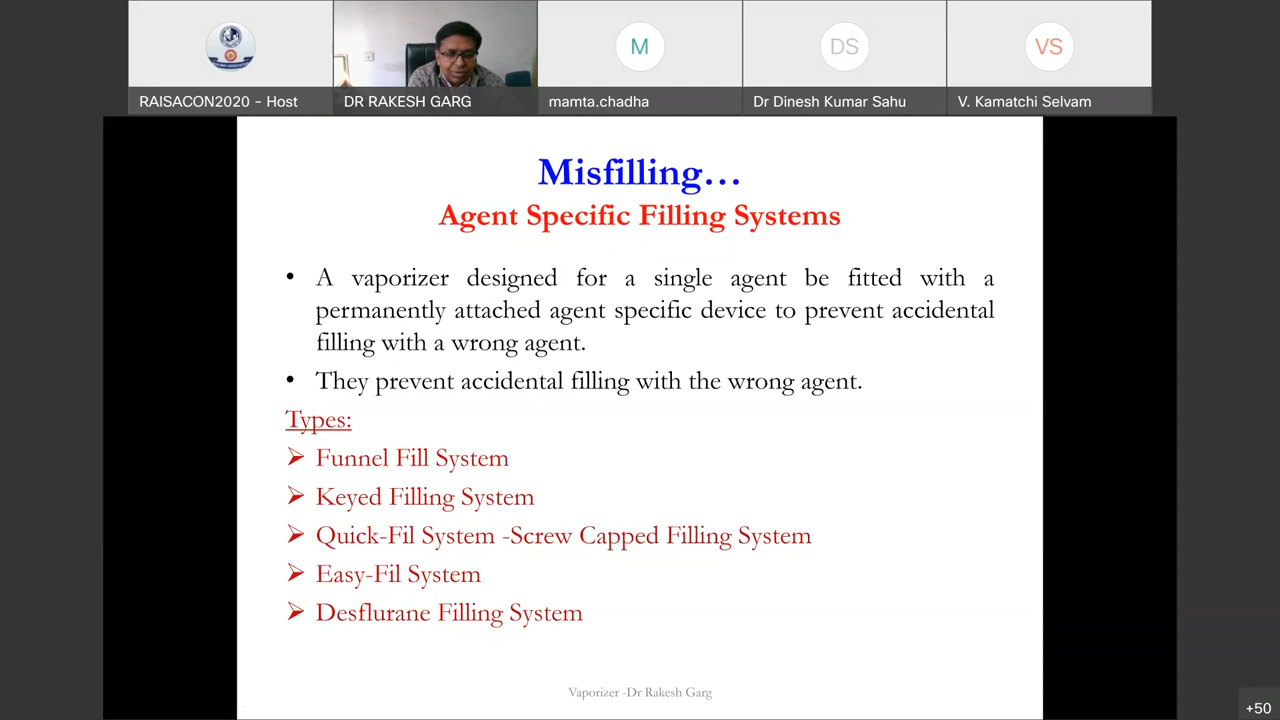 M
DS
VS
RAISACON2020 - Host
DR RAKESH GARG
mamta.chadha
Dr Dinesh Kumar Sahu
V. Kamatchi Selvam
Misfilling…
Agent Specific Filling Systems
• A vaporizer designed for a single agent be fitted with a
permanently attached agent specific device to prevent accidental
filling with a wrong agent.
• They prevent accidental filling with the wrong agent.
Types:
➢ Funnel Fill System
➢ Keyed Filling System
➢ Quick-Fil System -Screw Capped Filling System
➢ Easy-Fil System
➢ Desflurane Filling System
Vaporizer -Dr Rakesh Garg
+50